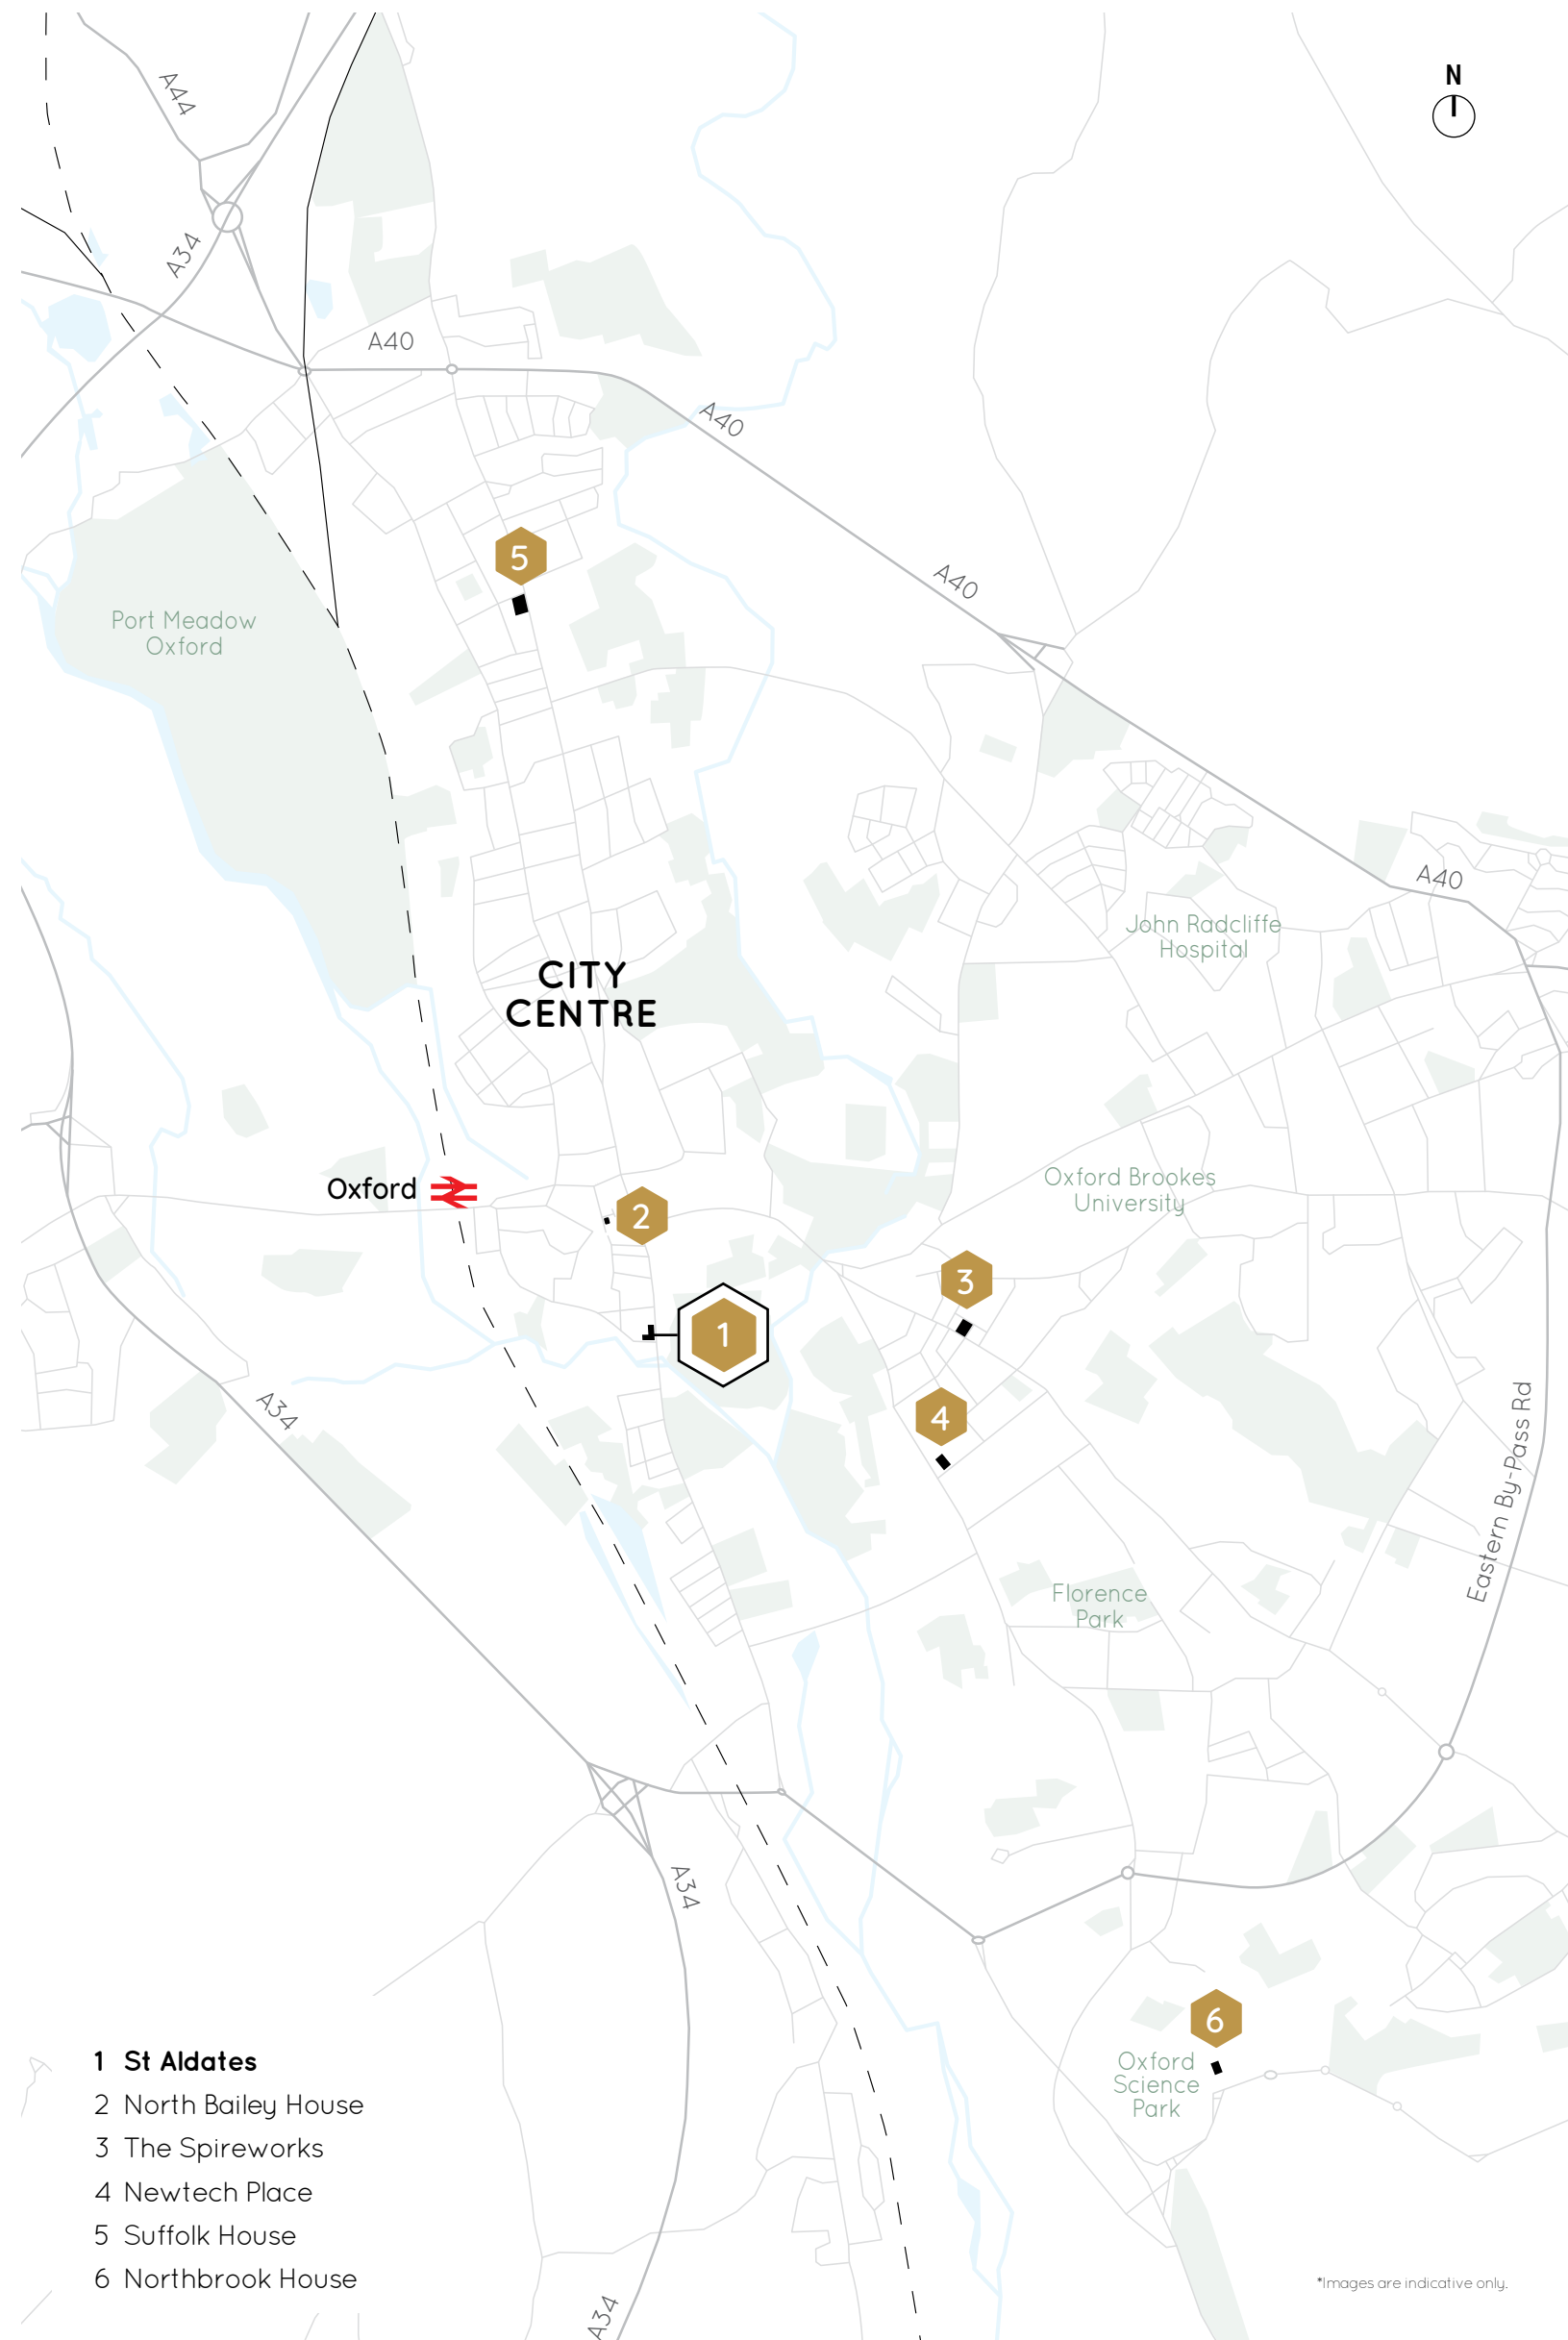 N
A44
A34
A40
A40
5
A40
Port Meadow
Oxford
A40
John Radcliffe
Hospital
CITY
CENTRE
Oxford Brookes
University
Oxford
2
3
1
4
A34
Eastern By-Pass Rd
Florence
Park
A34
6
Oxford
Science
Park
1 St Aldates
2 North Bailey House
3 The Spireworks
4 Newtech Place
5 Suffolk House
6 Northbrook House
*Images are indicative only.
A34